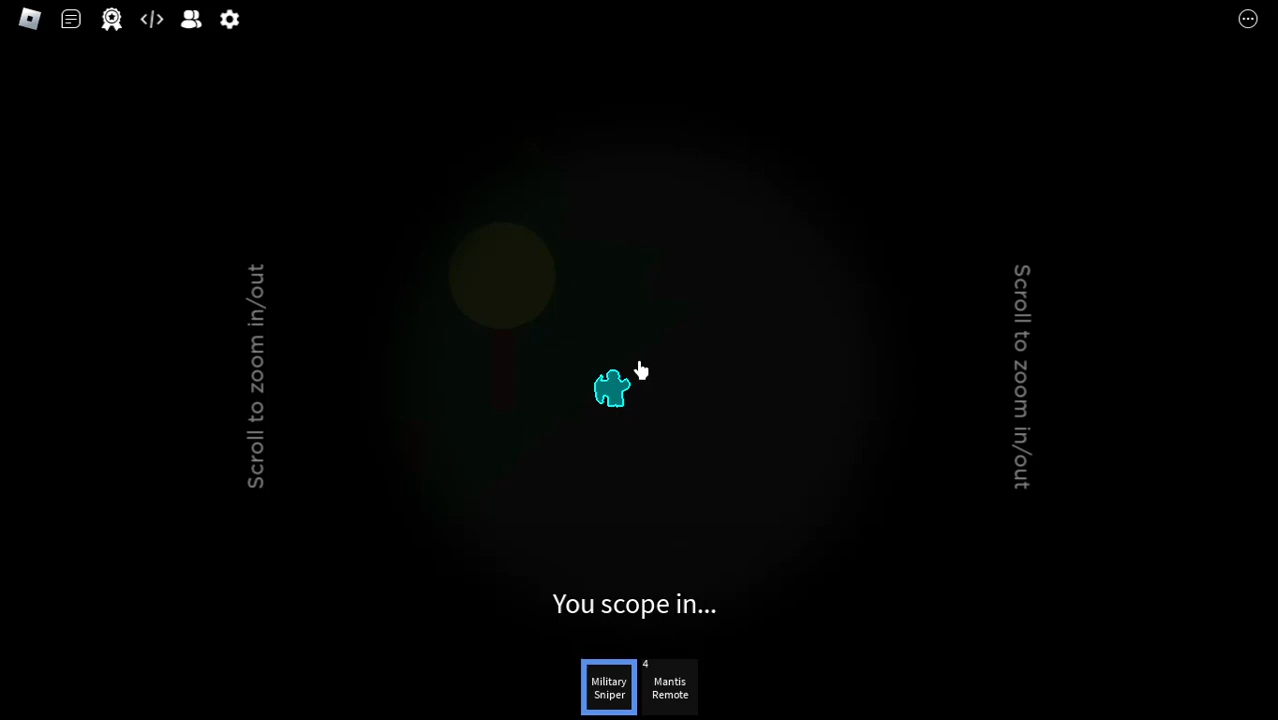 Scroll to zoom in/out
Scroll to zoom in/out
You scope in...
4
Military
Sniper
Mantis
Remote